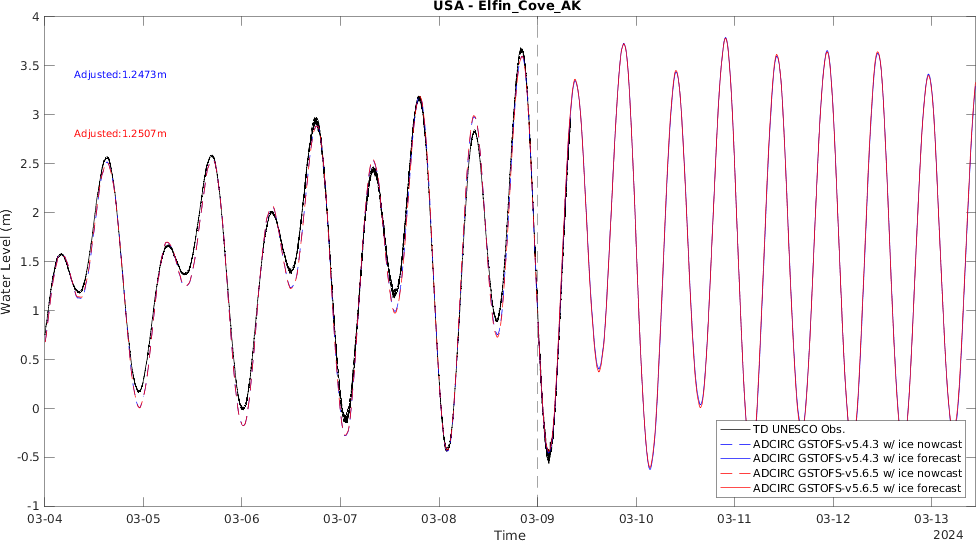 USA - Elfin_Cove_AK
Adjusted:1.2473m
Adjusted:1.2507m
Water Level (m)
4
3.5
3
2.5
2
1.5
1
0.5
0
-0.5
-1
TD UNESCO Obs.
ADCIRC GSTOFS-v5.4.3 w/ ice nowcast
ADCIRC GSTOFS-v5.4.3 w/ ice forecast
ADCIRC GSTOFS-v5.6.5 w/ ice nowcast
ADCIRC GSTOFS-v5.6.5 w/ ice forecast
03-04 03-05 03-06 03-07 03-08 03-09 03-10 03-11 03-12 03-13
Time
2024